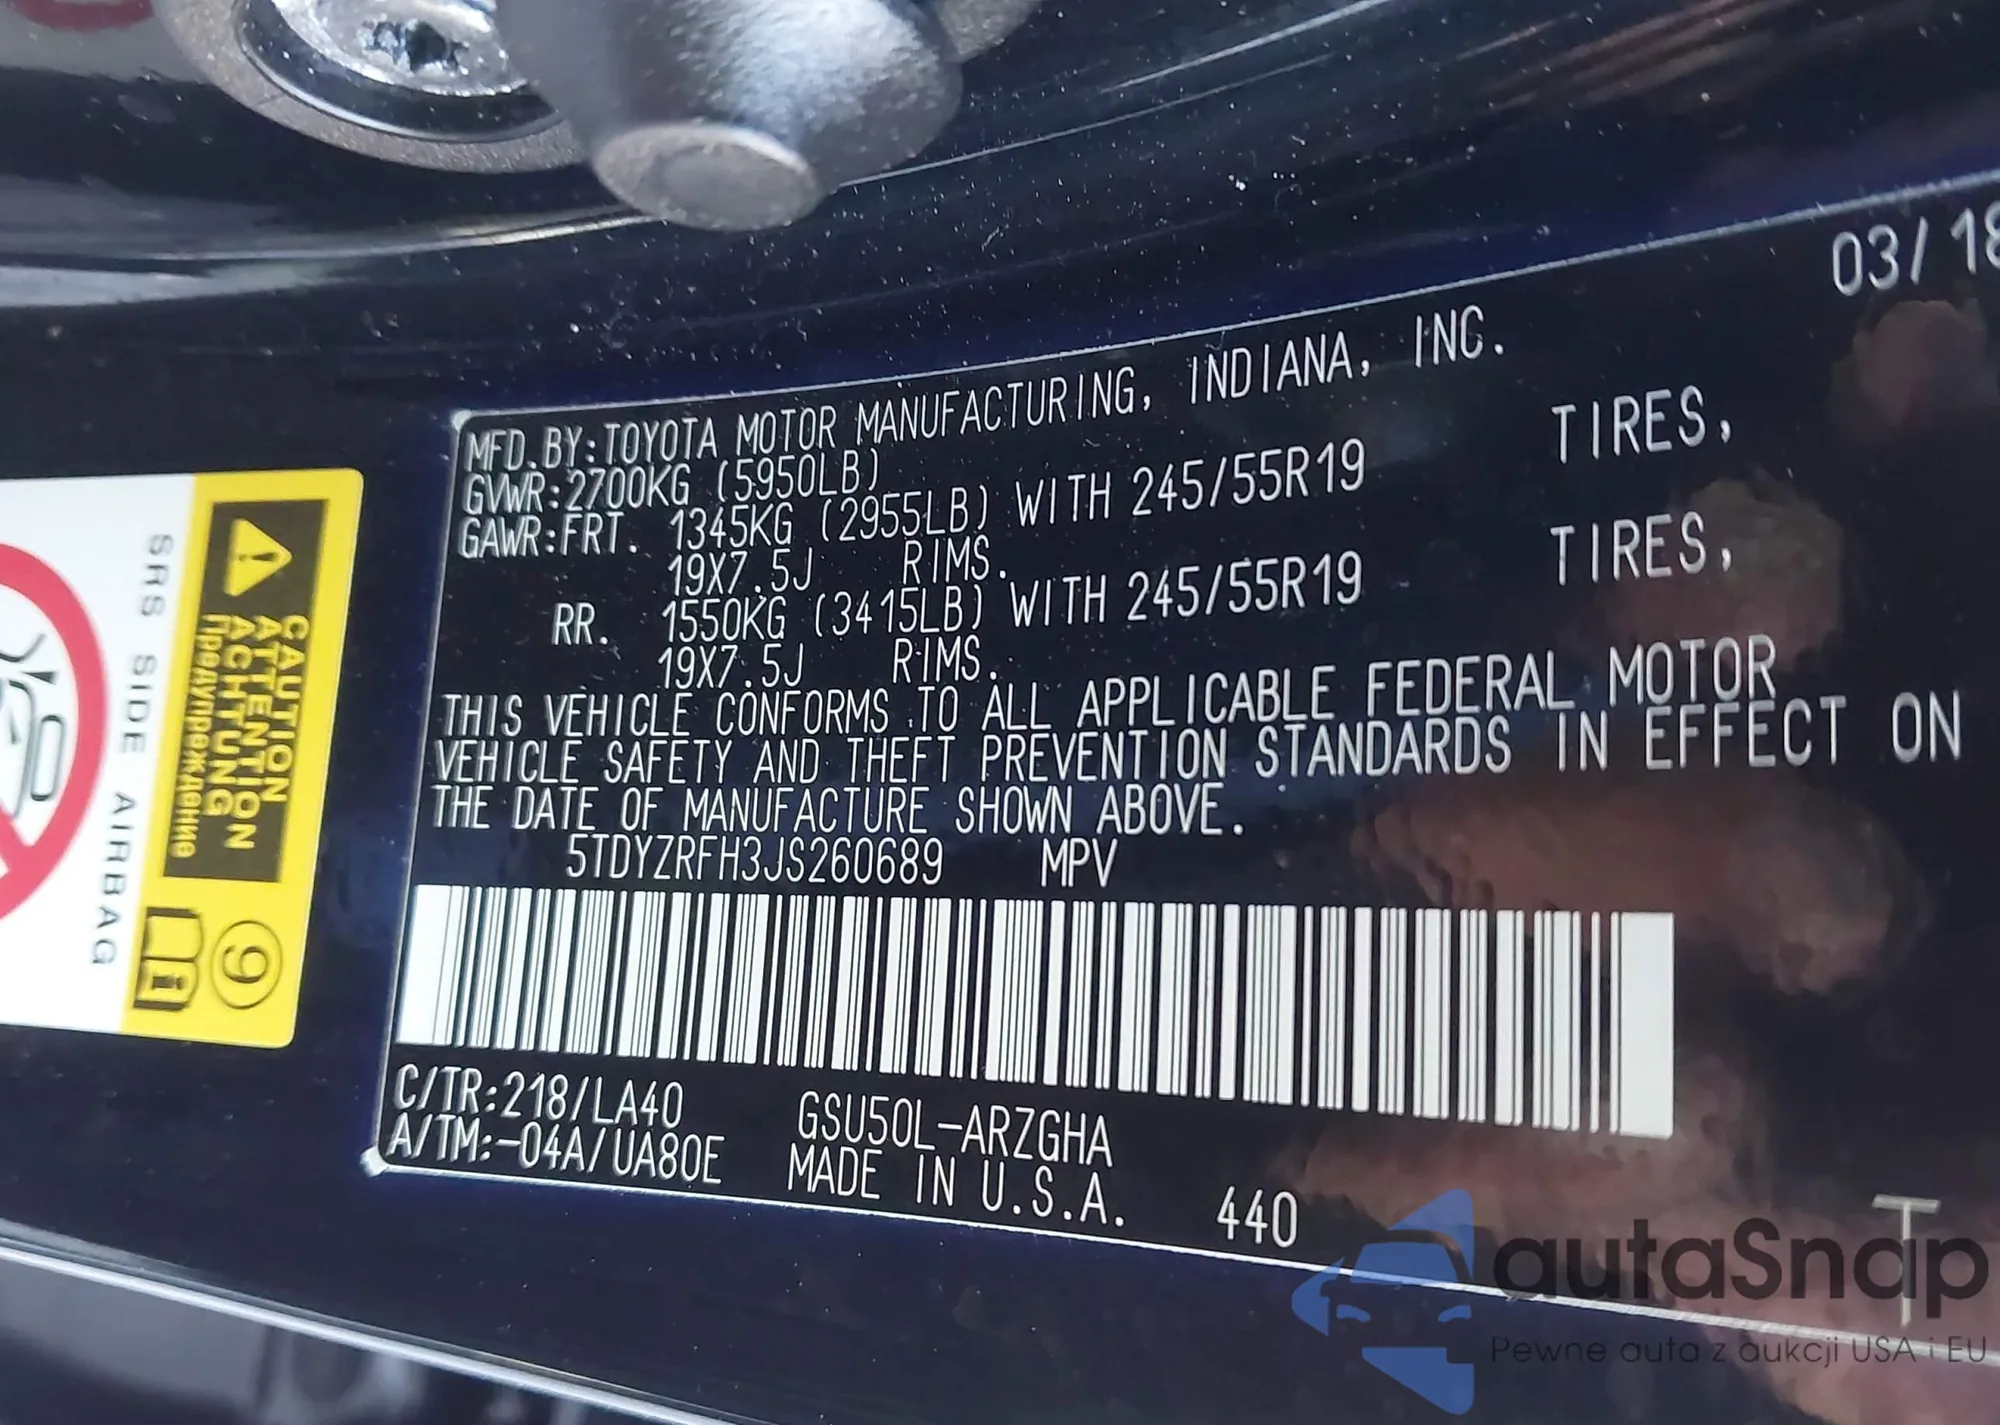 03/18
MFD.BY:TOYOTA MOTOR MANUFACTURING, INDIANA, INC.
GVWR:2700KG (5950LB)
GAWR:FRT. 1345KG (2955LB) WITH 245/55R19 TIRES,
19X7.5J RIMS.
RR. 1550KG (3415LB) WITH 245/55R19 TIRES,
19X7.5J RIMS.
THIS VEHICLE CONFORMS TO ALL APPLICABLE FEDERAL MOTOR
VEHICLE SAFETY AND THEFT PREVENTION STANDARDS IN EFFECT ON
THE DATE OF MANUFACTURE SHOWN ABOVE.
5TDYZRFH3JS260689 MPV
C/TR:218/LA40 GSU50L-ARZGHA
A/TM:-04A/UA80E MADE IN U.S.A. 440
T
CAUTION
ATTENTION
ACHTUNG
Предупреждение
SRS SIDE AIRBAG
9
i
autaSnap
Pewne auta z aukcji USA i EU